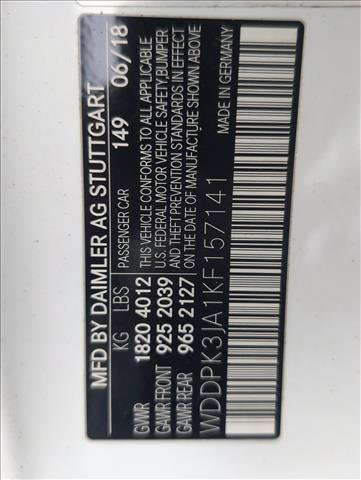 MFD BY DAIMLER AG STUTTGART
KG LBS PASSENGER CAR 149 06/18
GVWR 1820 4012 THIS VEHICLE CONFORMS TO ALL APPLICABLE
GAWR FRONT 925 2039 U.S. FEDERAL MOTOR VEHICLE SAFETY/BUMPER
GAWR REAR 965 2127 & THEFT PREVENTION STANDARDS IN EFFECT
ON THE DATE OF MANUFACTURE SHOWN ABOVE
WDDPK3JA1KF157141 MADE IN GERMANY